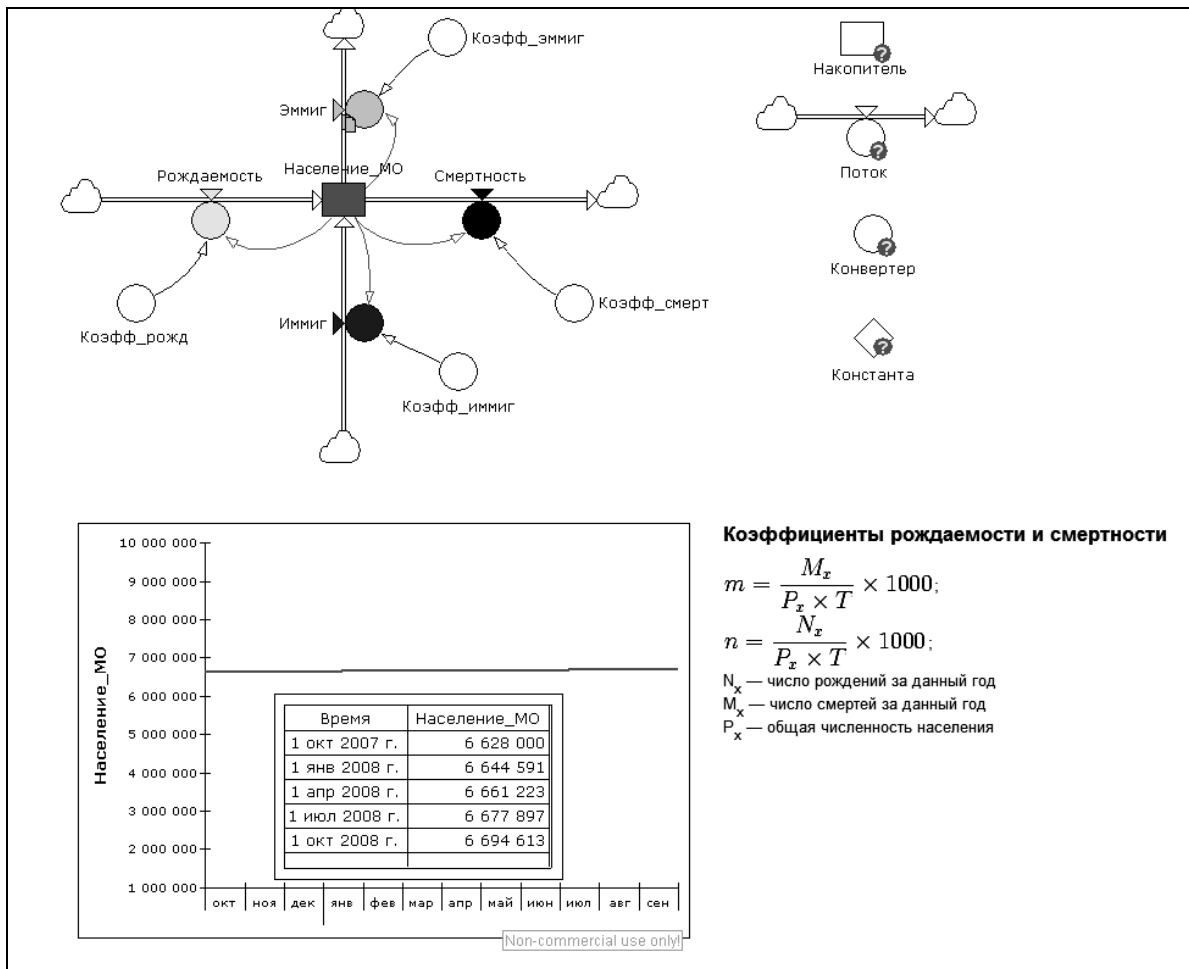 Коэфф_эммиг
Эммиг
Рождаемость
Население_МО
Смертность
Коэфф_рожд
Коэфф_смерт
Иммиг
Коэфф_иммиг
Накопитель
Поток
Конвертер
Константа
10 000 000
9 000 000
8 000 000
7 000 000
6 000 000
5 000 000
4 000 000
3 000 000
2 000 000
1 000 000
Население_МО
Время Население_МО
1 окт 2007 г. 6 628 000
1 янв 2008 г. 6 644 591
1 апр 2008 г. 6 661 223
1 июл 2008 г. 6 677 897
1 окт 2008 г. 6 694 613
окт ноя дек янв фев мар апр май июн июл авг сен
Non-commercial use only!
Коэффициенты рождаемости и смертности
m = M_x / (P_x × T) × 1000;
n = N_x / (P_x × T) × 1000;
N_x — число рождений за данный год
M_x — число смертей за данный год
P_x — общая численность населения